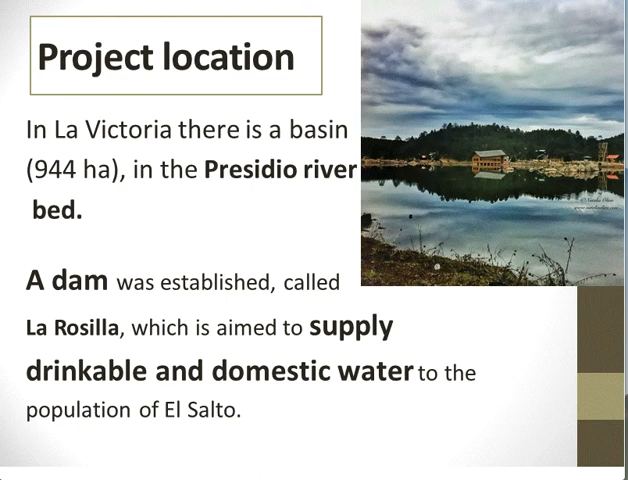 Project location
In La Victoria there is a basin
(944 ha), in the Presidio river
bed.
A dam was established, called
La Rosilla, which is aimed to supply
drinkable and domestic water to the
population of El Salto.